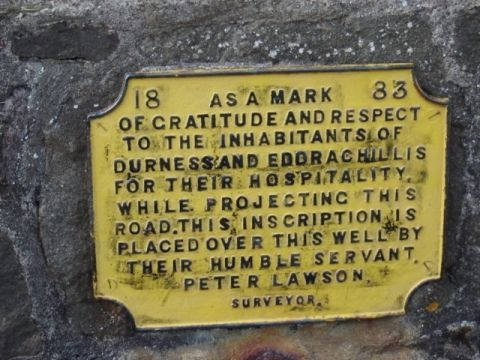 18 AS A MARK 83
OF GRATITUDE AND RESPECT
TO THE INHABITANTS OF
DURNESS AND EDDRACHILLIS
FOR THEIR HOSPITALITY.
WHILE PROJECTING THIS
ROAD. THIS INSCRIPTION IS
PLACED OVER THIS WELL BY
THEIR HUMBLE SERVANT.
PETER LAWSON.
SURVEYOR.